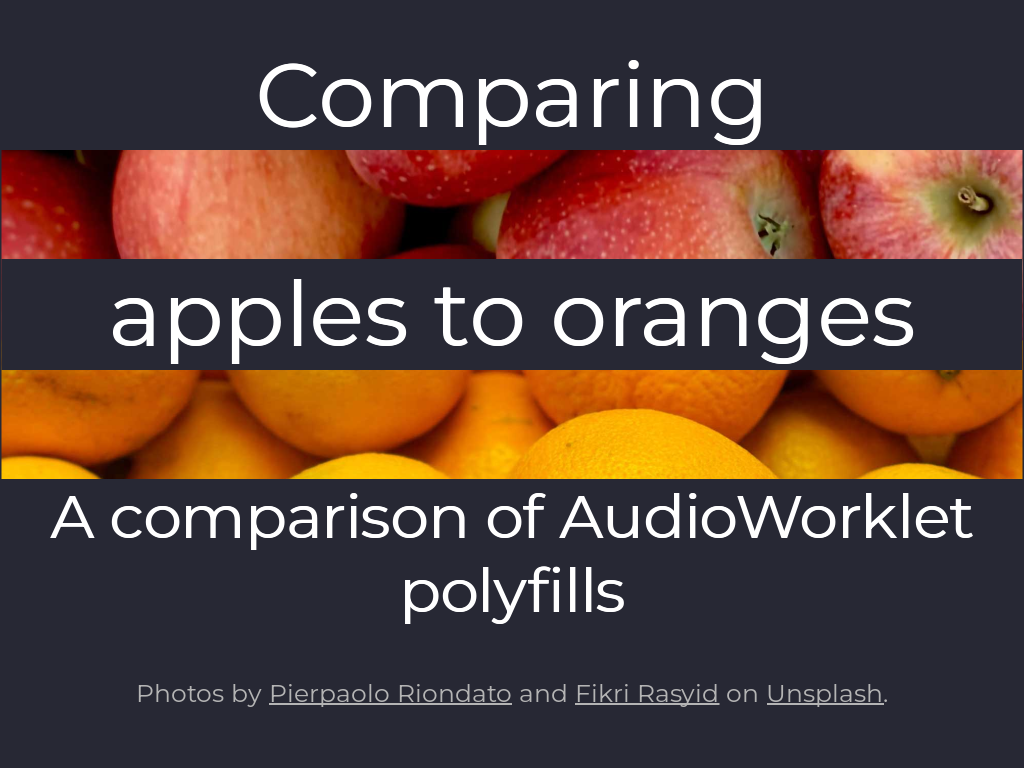 Comparing
apples to oranges
A comparison of AudioWorklet
polyfills
Photos by Pierpaolo Riondato and Fikri Rasyid on Unsplash.